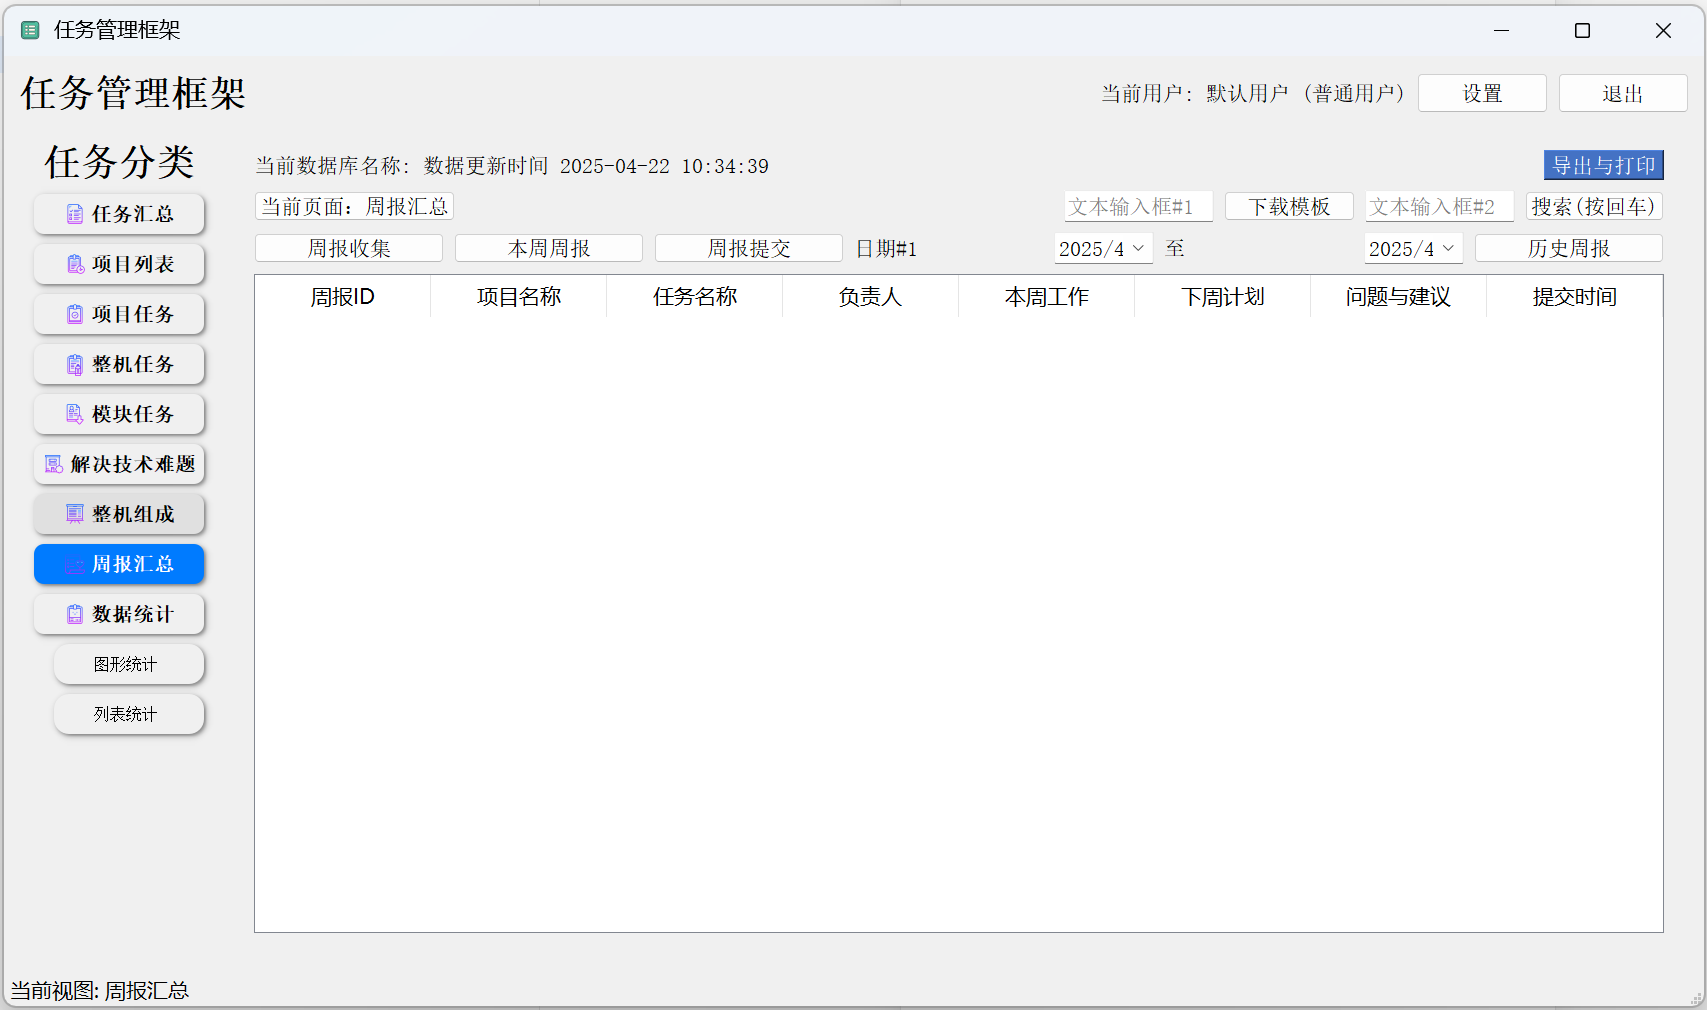 任务管理框架
任务管理框架
当前用户: 默认用户 (普通用户) 设置 退出
任务分类
当前数据库名称: 数据更新时间 2025-04-22 10:34:39 导出与打印
当前页面: 周报汇总 文本输入框#1 下载模板 文本输入框#2 搜索(按回车)
周报收集 本周周报 周报提交 日期#1 2025/4 至 2025/4 历史周报
周报ID 项目名称 任务名称 负责人 本周工作 下周计划 问题与建议 提交时间
任务汇总
项目列表
项目任务
整机任务
模块任务
解决技术难题
整机组成
周报汇总
数据统计
图形统计
列表统计
当前视图: 周报汇总